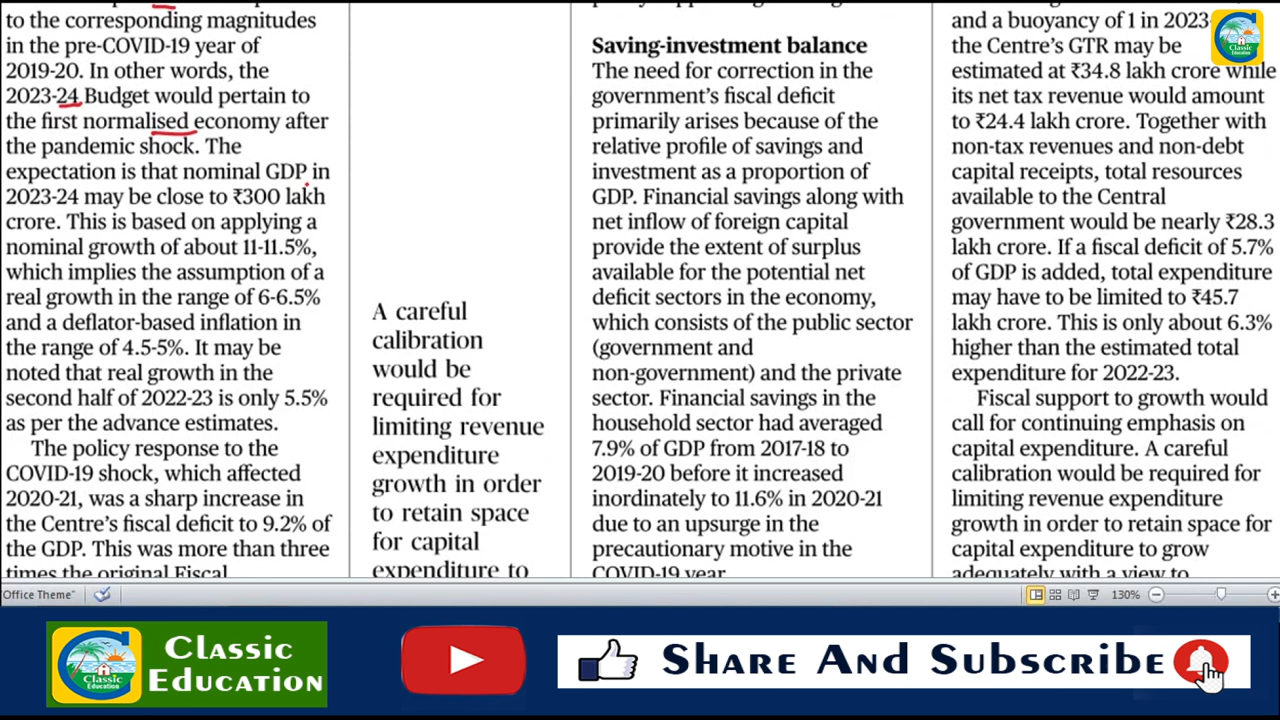 to the corresponding magnitudes
in the pre-COVID-19 year of
2019-20. In other words, the
2023-24 Budget would pertain to
the first normalised economy after
the pandemic shock. The
expectation is that nominal GDP in
2023-24 may be close to ₹300 lakh
crore. This is based on applying a
nominal growth of about 11-11.5%,
which implies the assumption of a
real growth in the range of 6-6.5%
and a deflator-based inflation in
the range of 4.5-5%. It may be
noted that real growth in the
second half of 2022-23 is only 5.5%
as per the advance estimates.
The policy response to the
COVID-19 shock, which affected
2020-21, was a sharp increase in
the Centre's fiscal deficit to 9.2% of
the GDP. This was more than three
times the original Fiscal
A careful
calibration
would be
required for
limiting revenue
expenditure
growth in order
to retain space
for capital
expenditure to
Saving-investment balance
The need for correction in the
government's fiscal deficit
primarily arises because of the
relative profile of savings and
investment as a proportion of
GDP. Financial savings along with
net inflow of foreign capital
provide the extent of surplus
available for the potential net
deficit sectors in the economy,
which consists of the public sector
(government and
non-government) and the private
sector. Financial savings in the
household sector had averaged
7.9% of GDP from 2017-18 to
2019-20 before it increased
inordinately to 11.6% in 2020-21
due to an upsurge in the
precautionary motive in the
COVID-19 year
and a buoyancy of 1 in 2023-
the Centre's GTR may be
estimated at ₹34.8 lakh crore while
its net tax revenue would amount
to ₹24.4 lakh crore. Together with
non-tax revenues and non-debt
capital receipts, total resources
available to the Central
government would be nearly ₹28.3
lakh crore. If a fiscal deficit of 5.7%
of GDP is added, total expenditure
may have to be limited to ₹45.7
lakh crore. This is only about 6.3%
higher than the estimated total
expenditure for 2022-23.
Fiscal support to growth would
call for continuing emphasis on
capital expenditure. A careful
calibration would be required for
limiting revenue expenditure
growth in order to retain space for
capital expenditure to grow
adequately with a view to
Classic
Education
Office Theme"
130%
Classic
Education
Classic
Education
Share And Subscribe